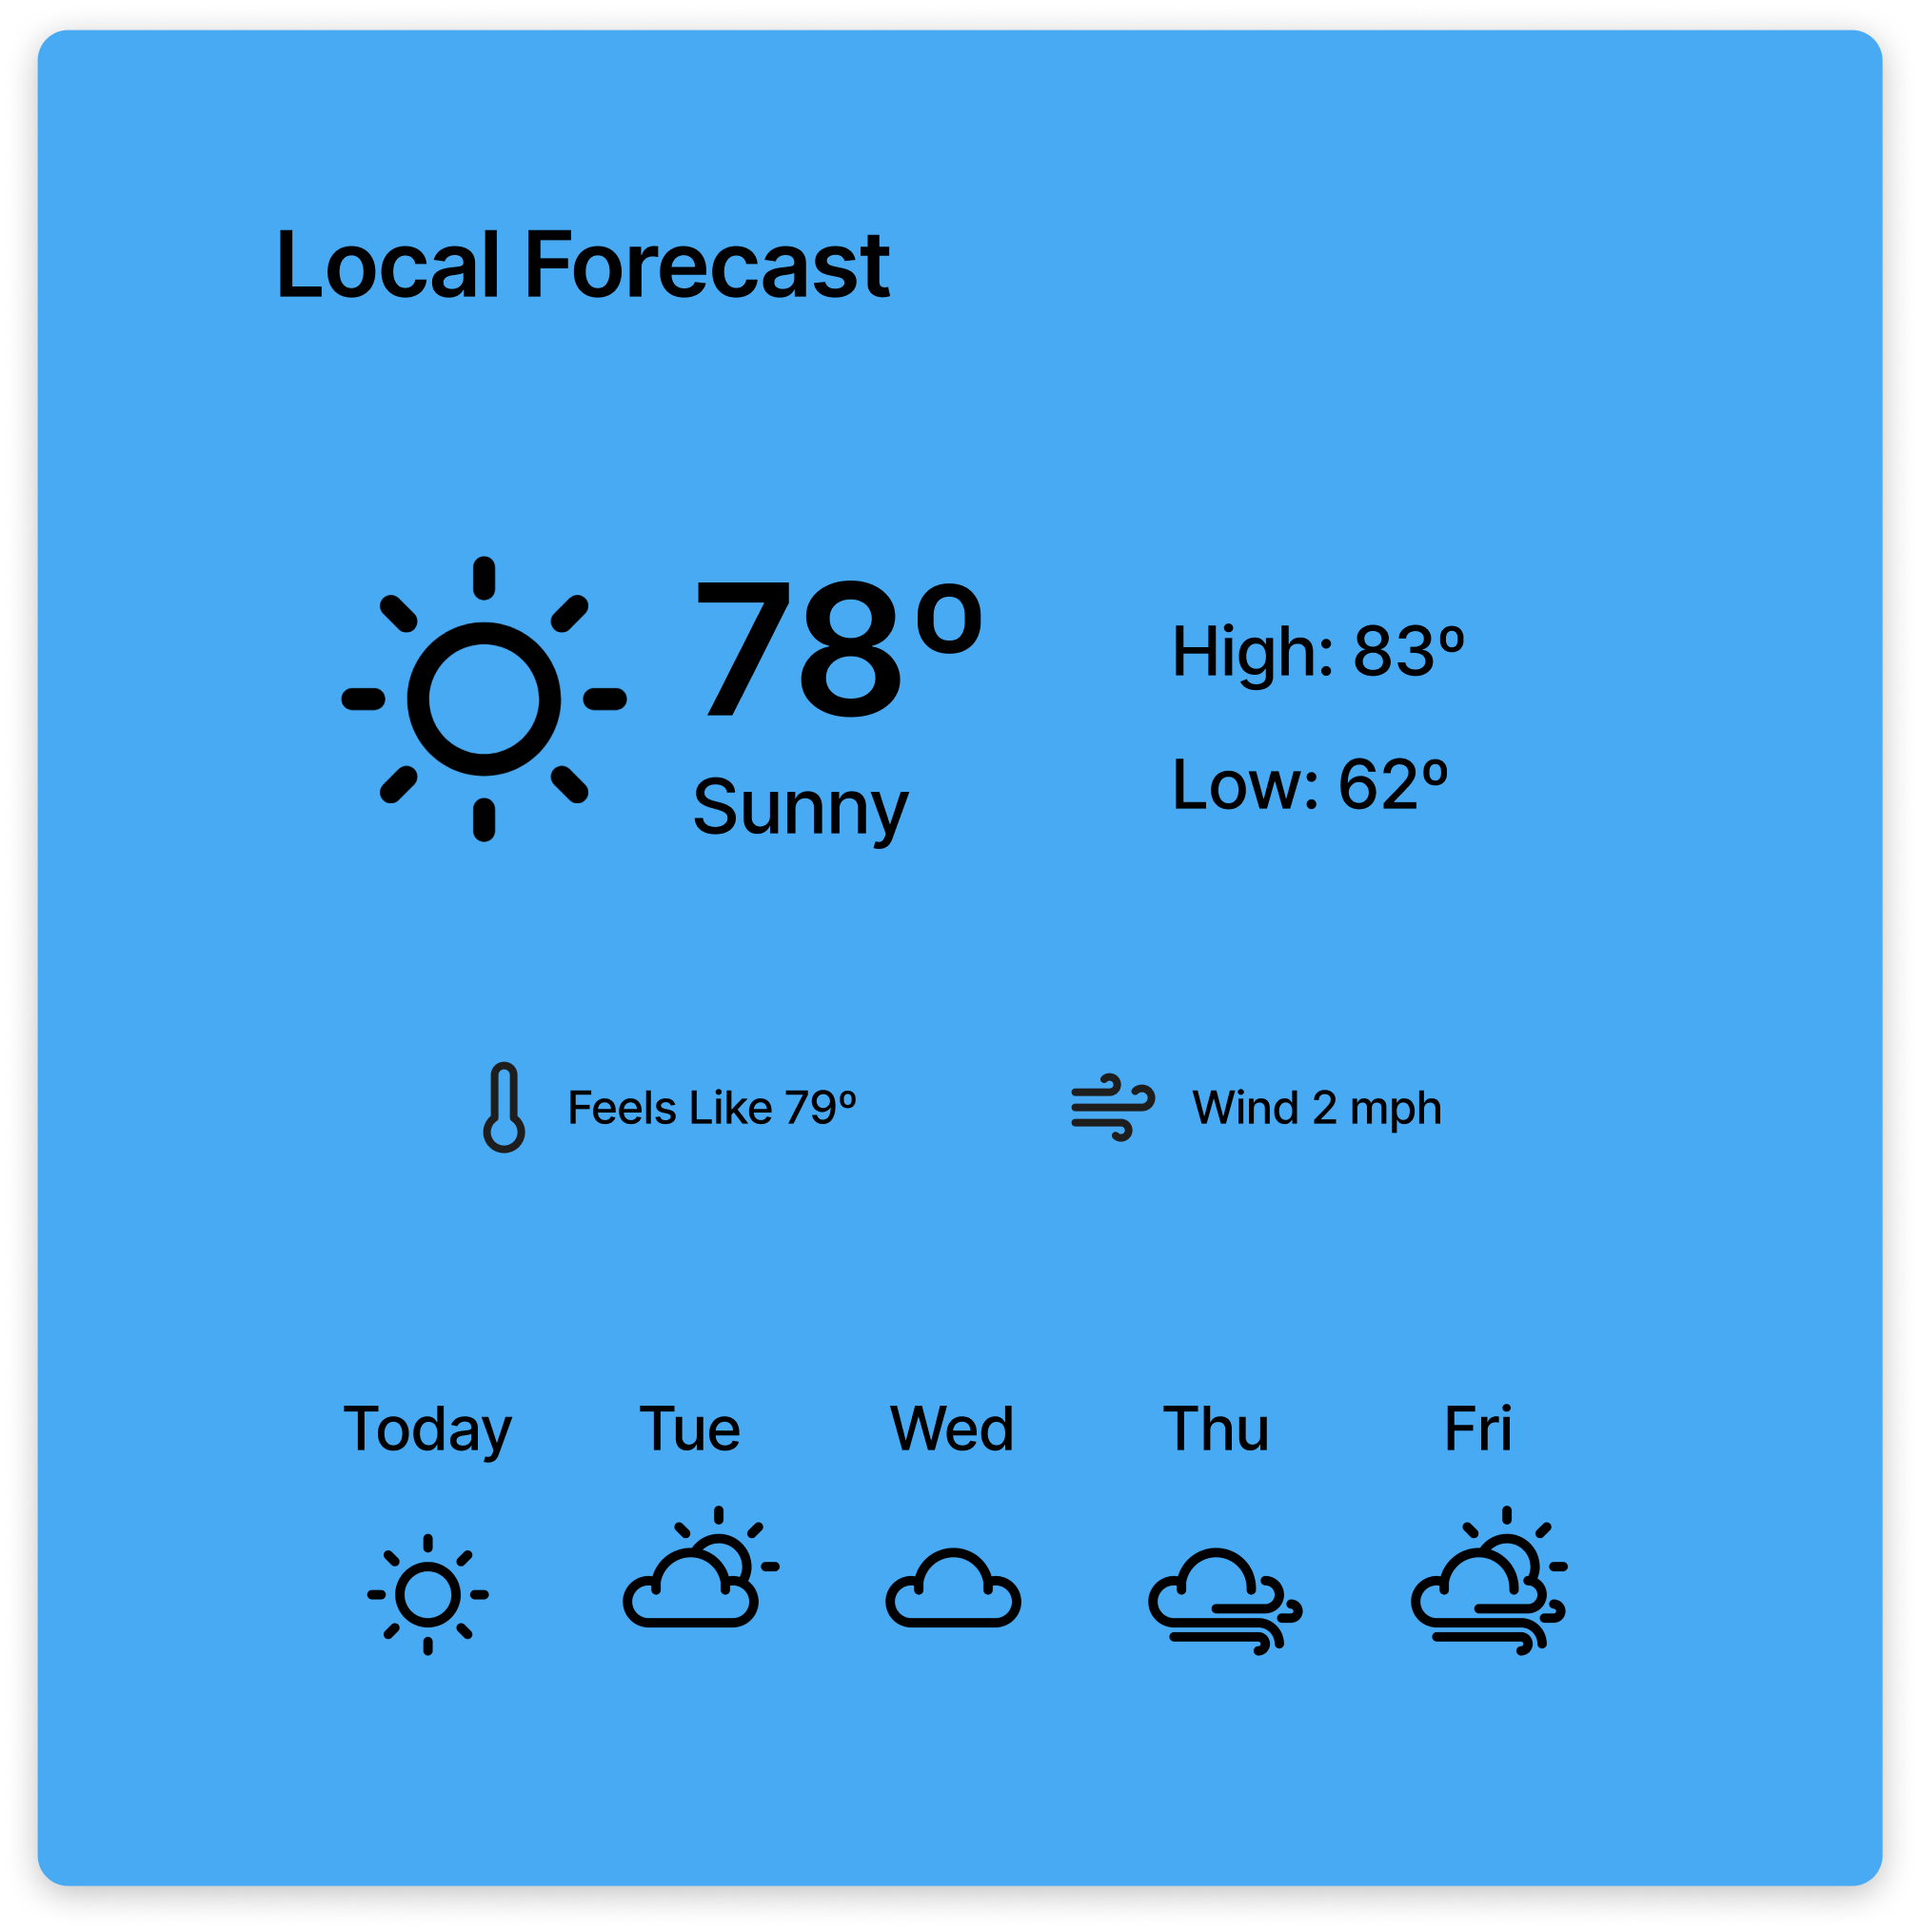 Local Forecast
78º
Sunny
High: 83º
Low: 62º
Feels Like 79º
Wind 2 mph
Today Tue Wed Thu Fri